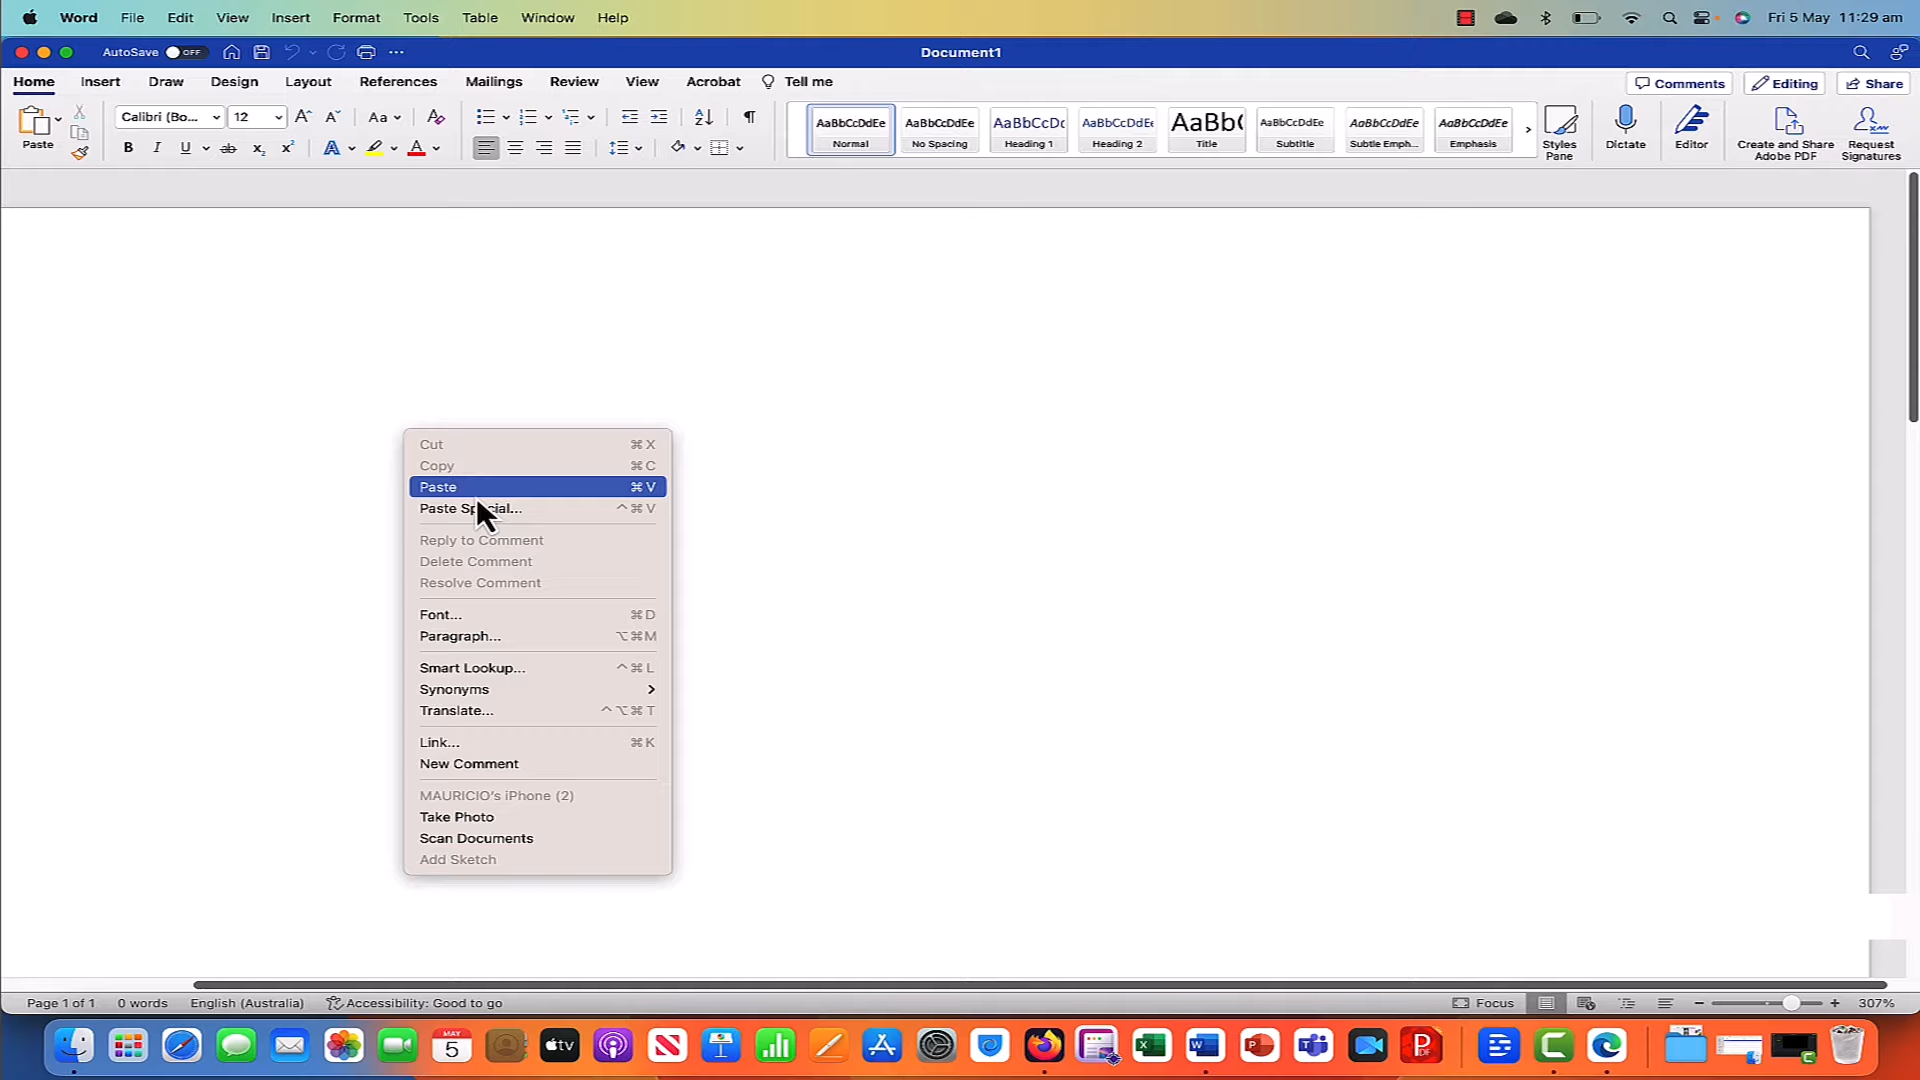 Word File Edit View Insert Format Tools Table Window Help Fri 5 May 11:29 am
AutoSave OFF Document1
Home Insert Draw Design Layout References Mailings Review View Acrobat Tell me Comments Editing Share
Paste
Calibri (Bo... 12 Aa
AaBbCcDdEe AaBbCcDdEe AaBbCcDc AaBbCcDdEe AaBb( AaBbCcDdEe AaBbCcDdEe AaBbCcDdEe
Normal No Spacing Heading 1 Heading 2 Title Subtitle Subtle Emph... Emphasis
Styles Pane
Dictate
Editor
Create and Share Adobe PDF
Request Signatures
Cut ⌘X
Copy ⌘C
Paste ⌘V
Paste Special... ^⌘V
Reply to Comment
Delete Comment
Resolve Comment
Font... ⌘D
Paragraph... ⌥⌘M
Smart Lookup... ^⌘L
Synonyms
Translate... ^⌥⌘T
Link... ⌘K
New Comment
MAURICIO's iPhone (2)
Take Photo
Scan Documents
Add Sketch
Page 1 of 1 0 words English (Australia) Accessibility: Good to go Focus 307%
MAY
5
tv